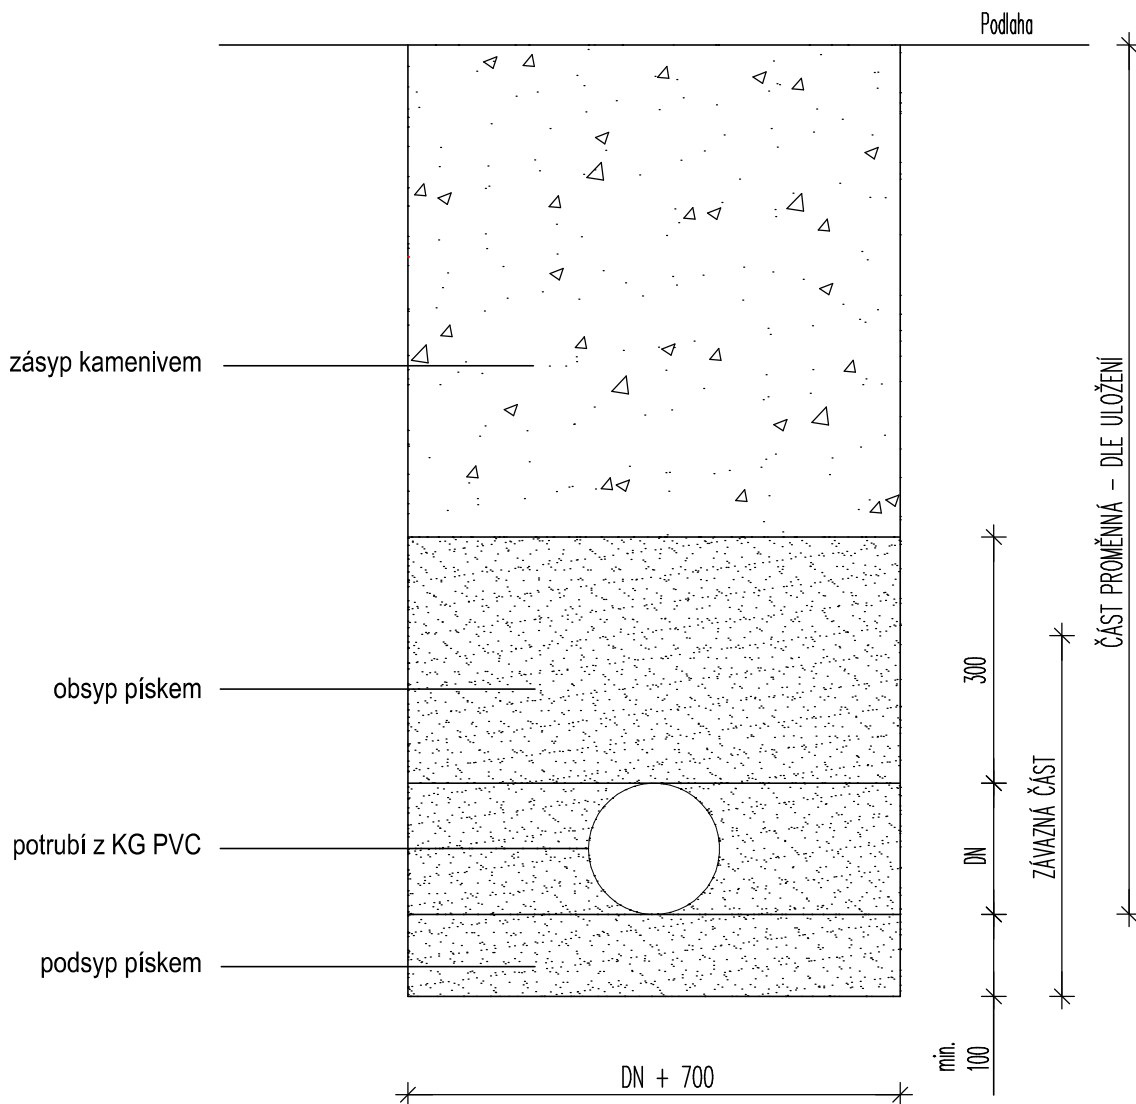 Podlaha
zásyp kamenivem
ČÁST PROMĚNNÁ – DLE ULOŽENÍ
300
obsyp pískem
ZÁVAZNÁ ČÁST
potrubí z KG PVC
DN
podsyp pískem
min.
100
DN + 700